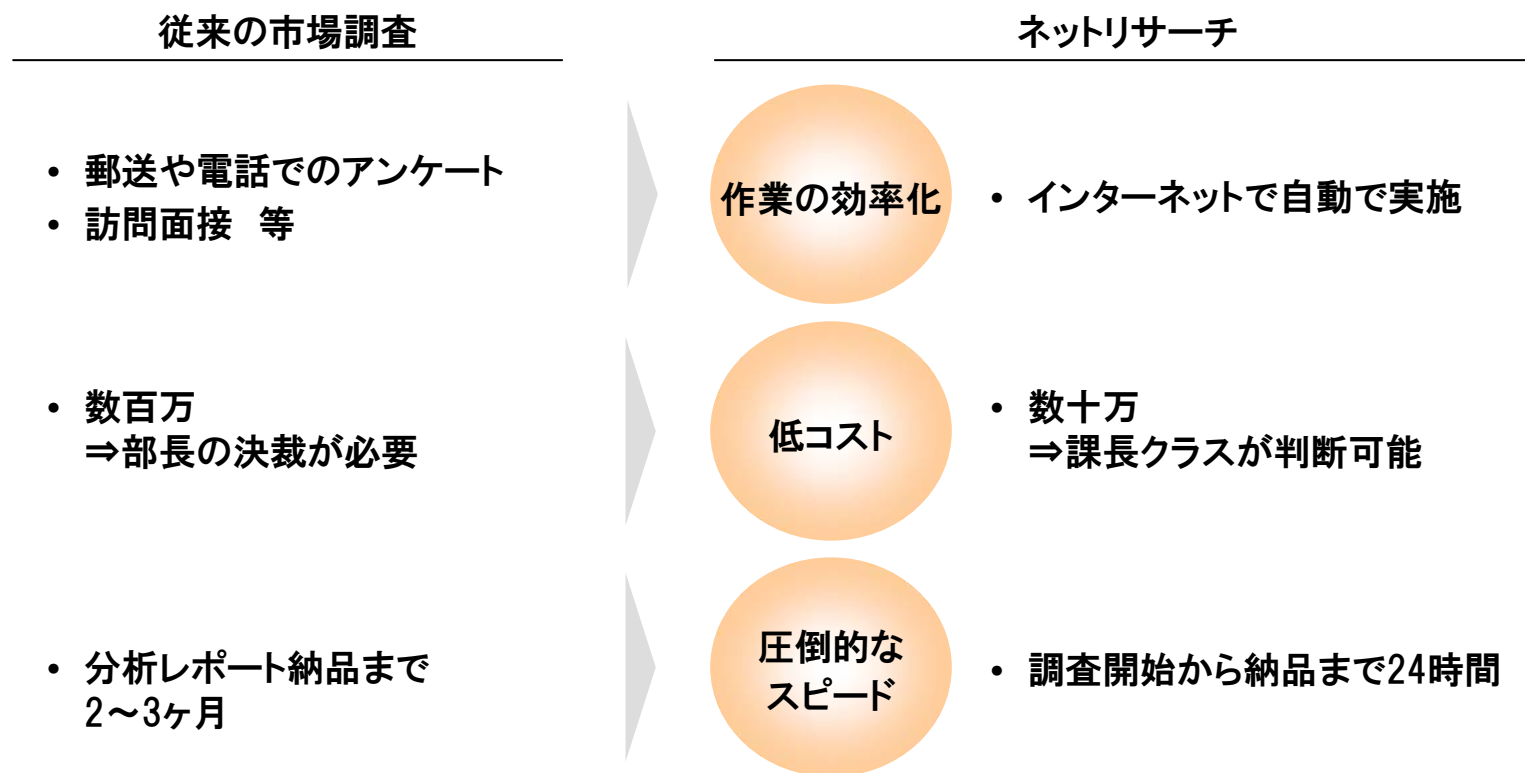 従来の市場調査
ネットリサーチ
• 郵送や電話でのアンケート
• 訪問面接　等
作業の効率化
• インターネットで自動で実施
• 数百万
⇒部長の決裁が必要
低コスト
• 数十万
⇒課長クラスが判断可能
• 分析レポート納品まで
2～3ヶ月
圧倒的な
スピード
• 調査開始から納品まで24時間